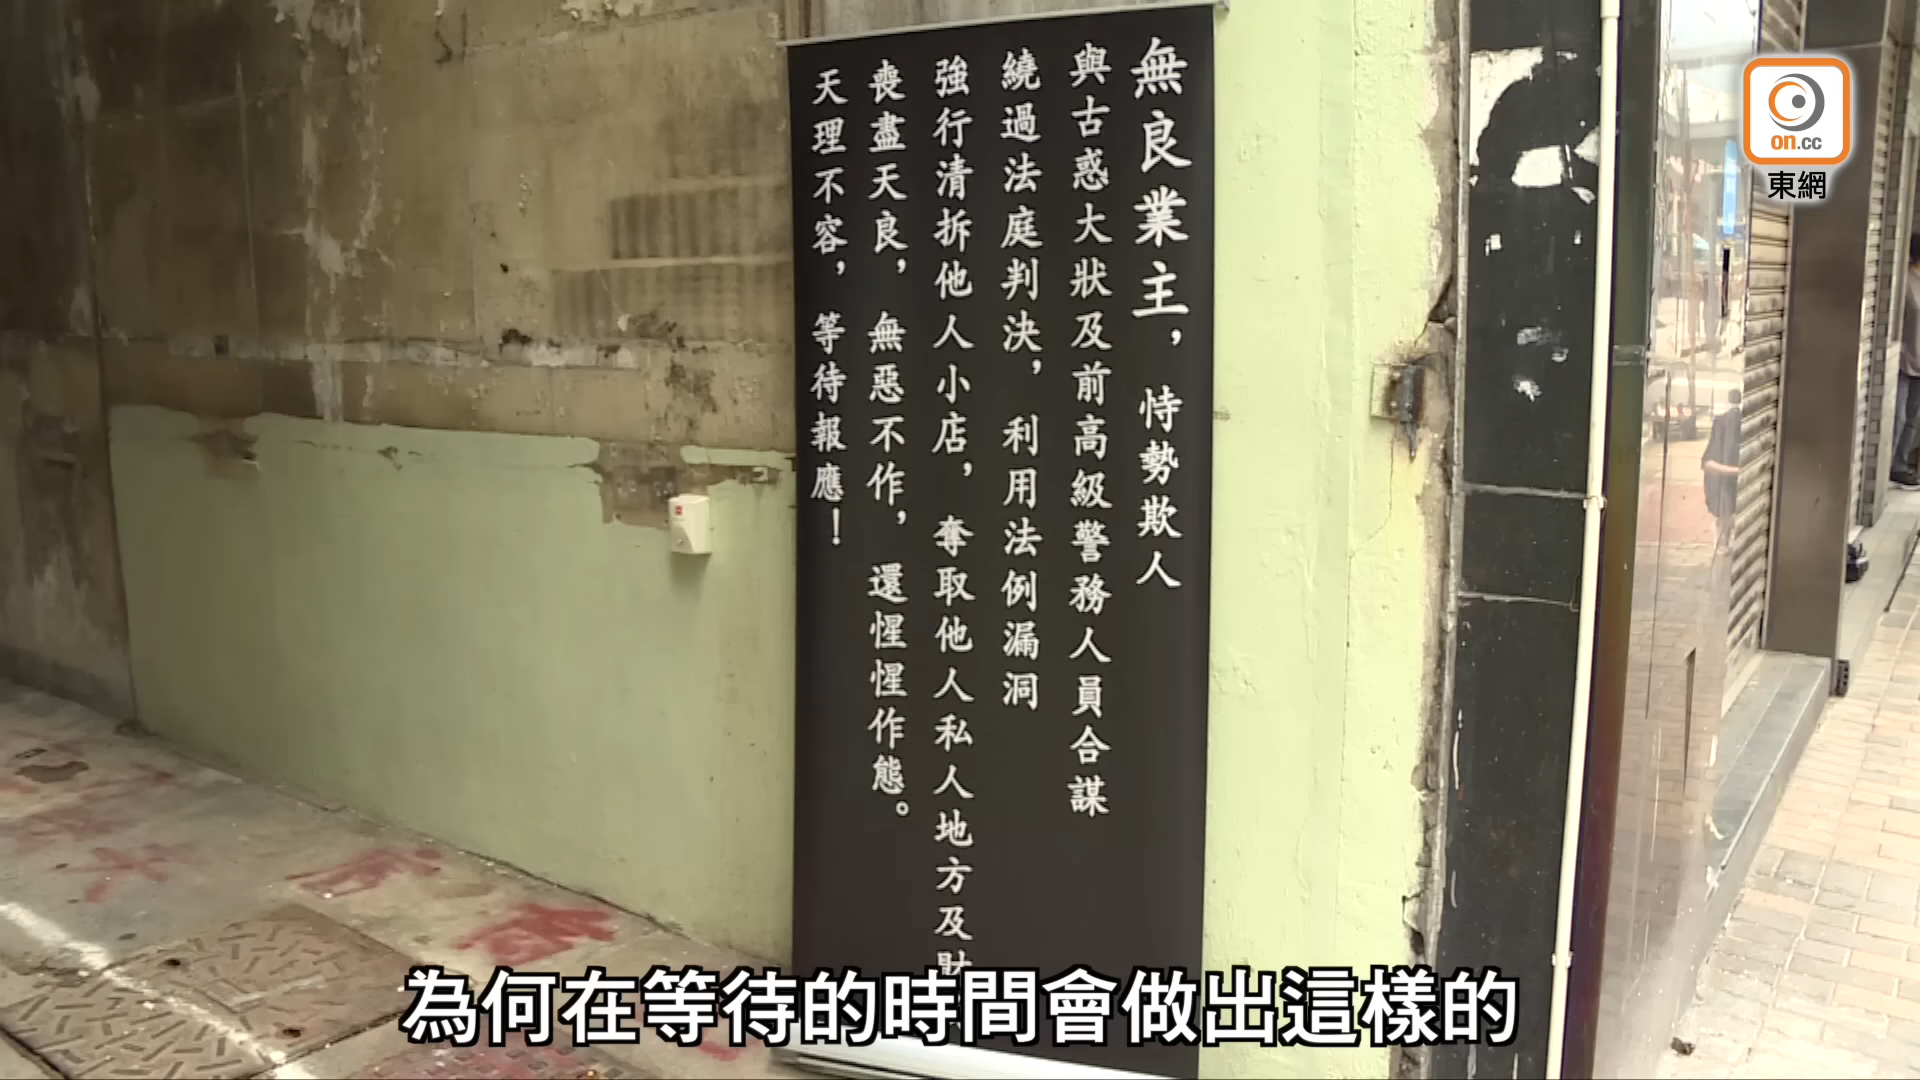 無良業主，恃勢欺人
與古惑大狀及前高級警務人員合謀
繞過法庭判決，利用法例漏洞
強行清拆他人小店，奪取他人私人地方及財
喪盡天良，無惡不作，還惺惺作態。
天理不容，等待報應！
on.cc
東網
為何在等待的時間會做出這樣的